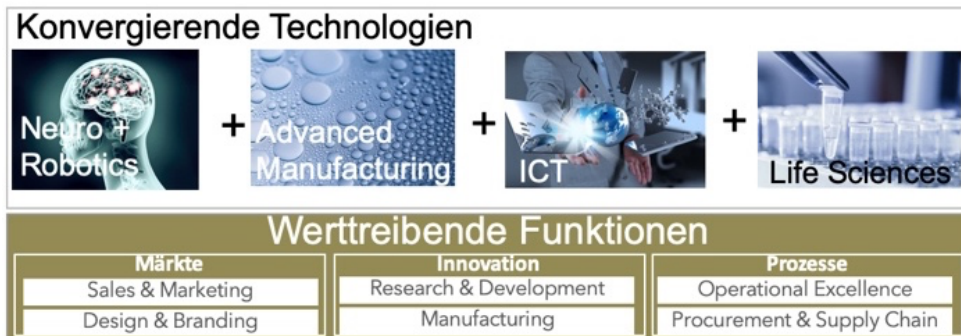 Konvergierende Technologien
Neuro +
Robotics
+
Advanced
Manufacturing
+
ICT
+
Life Sciences
Werttreibende Funktionen
Märkte
Sales & Marketing
Design & Branding
Innovation
Research & Development
Manufacturing
Prozesse
Operational Excellence
Procurement & Supply Chain